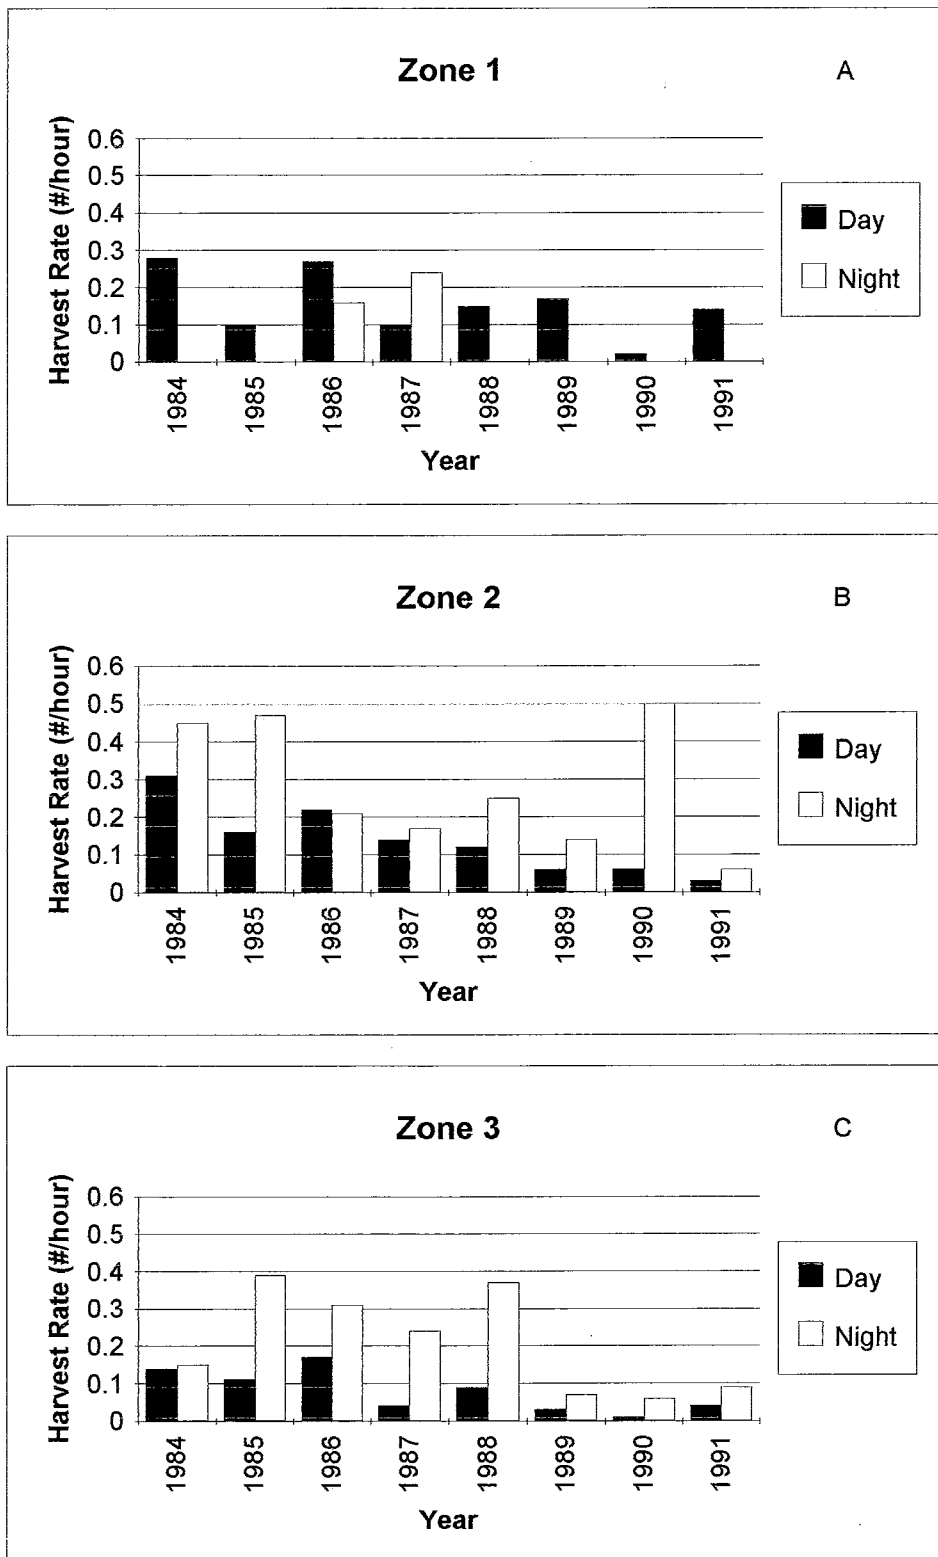 Zone 1
A
Harvest Rate (#/hour)
0.6
0.5
0.4
0.3
0.2
0.1
0
1984
1985
1986
1987
1988
1989
1990
1991
Year
Day
Night
Zone 2
B
Harvest Rate (#/hour)
0.6
0.5
0.4
0.3
0.2
0.1
0
1984
1985
1986
1987
1988
1989
1990
1991
Year
Day
Night
Zone 3
C
Harvest Rate (#/hour)
0.6
0.5
0.4
0.3
0.2
0.1
0
1984
1985
1986
1987
1988
1989
1990
1991
Year
Day
Night